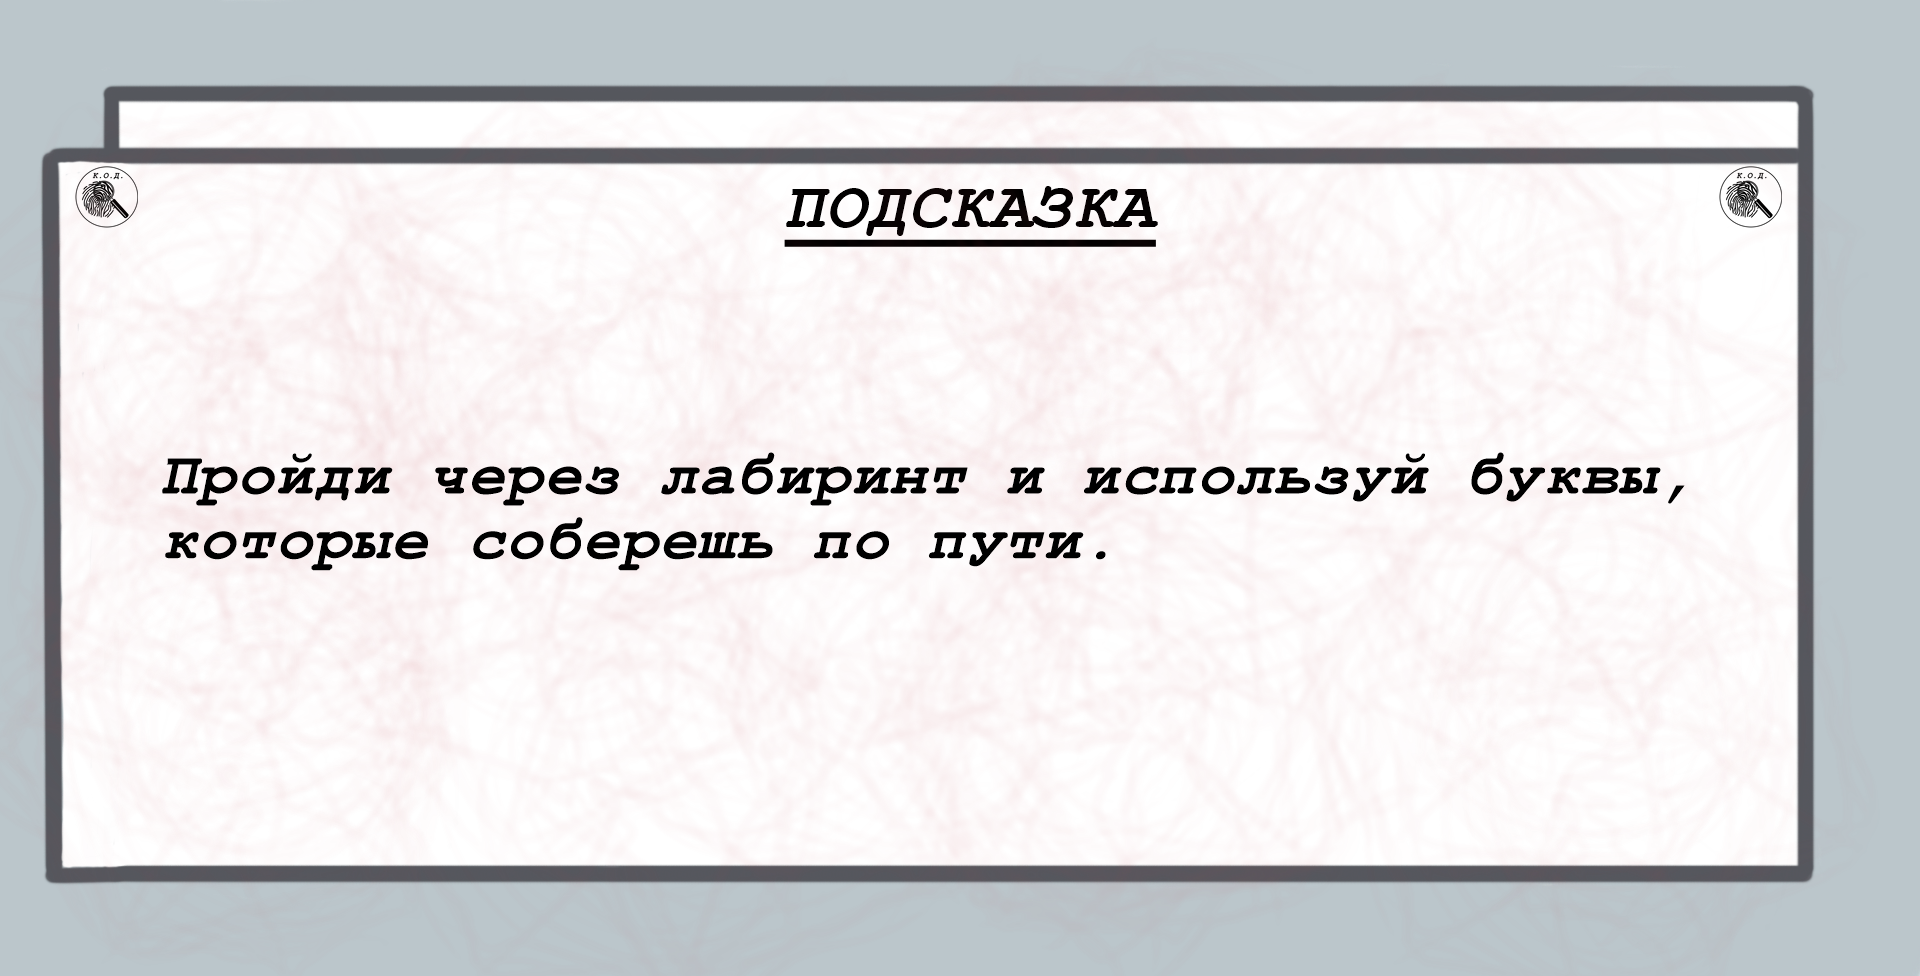 К.О.Д.
К.О.Д.
ПОДСКАЗКА
Пройди через лабиринт и используй буквы,
которые соберешь по пути.